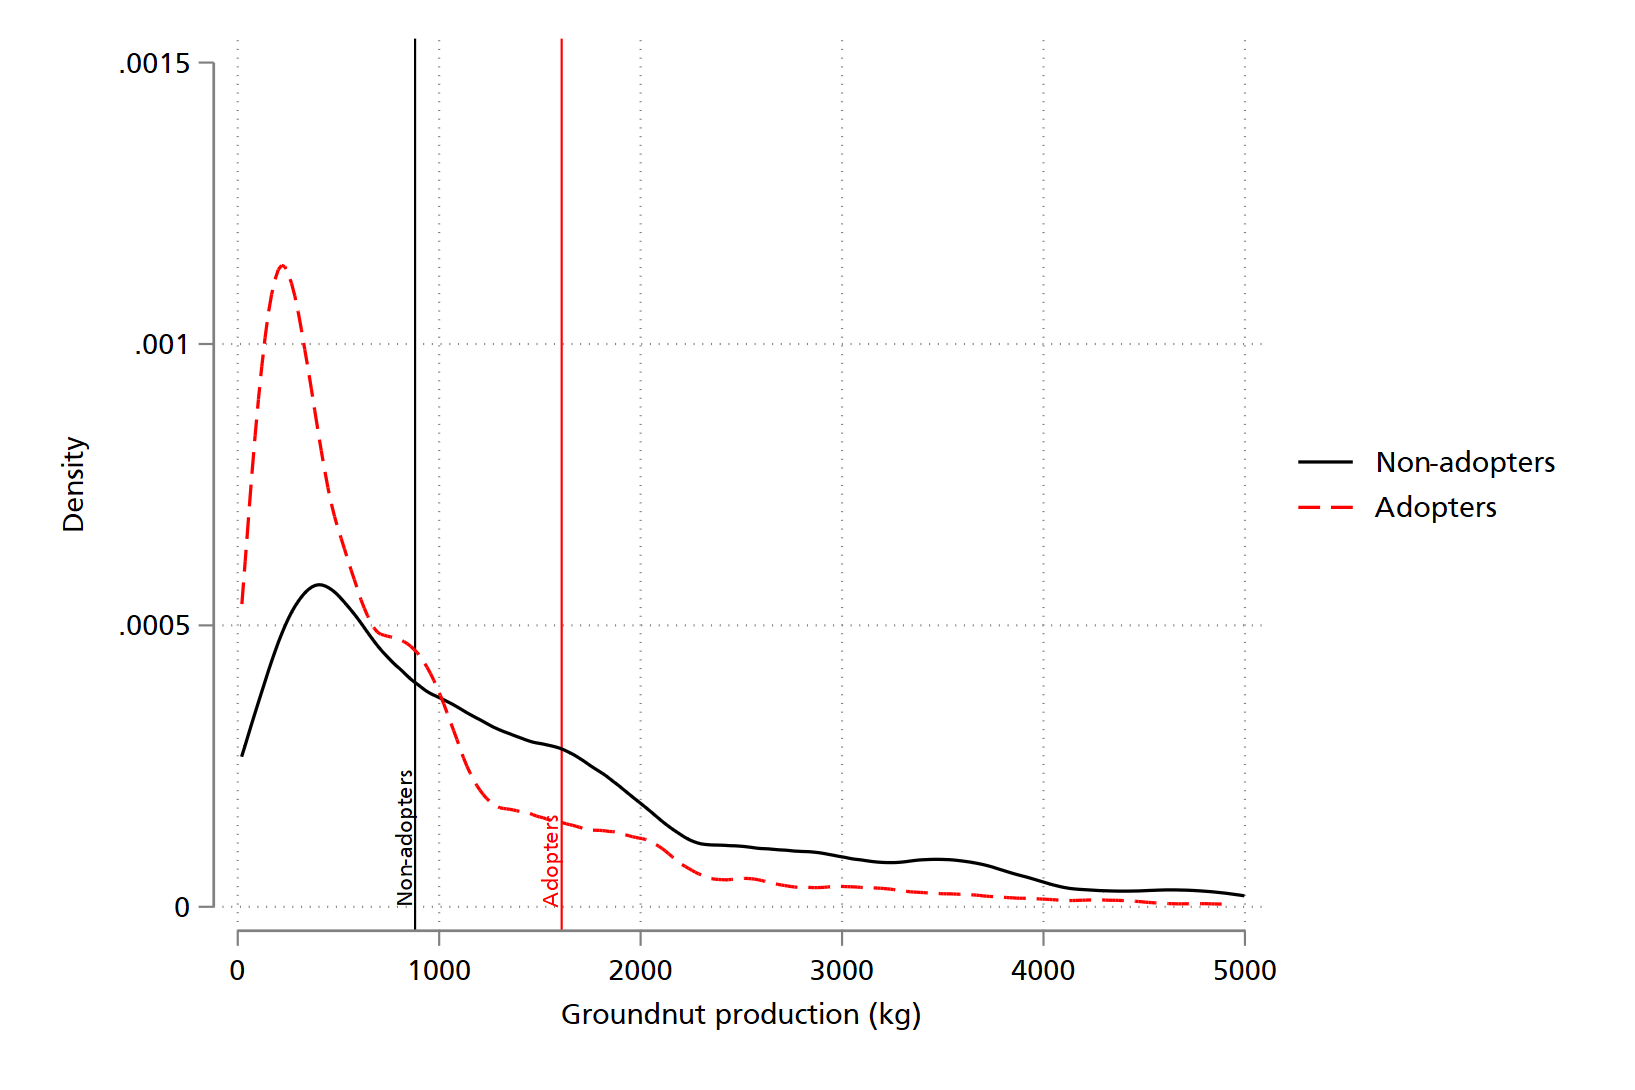 .0015
.001
.0005
0
Density
Non-adopters
Adopters
0 1000 2000 3000 4000 5000
Groundnut production (kg)
Non-adopters
Adopters